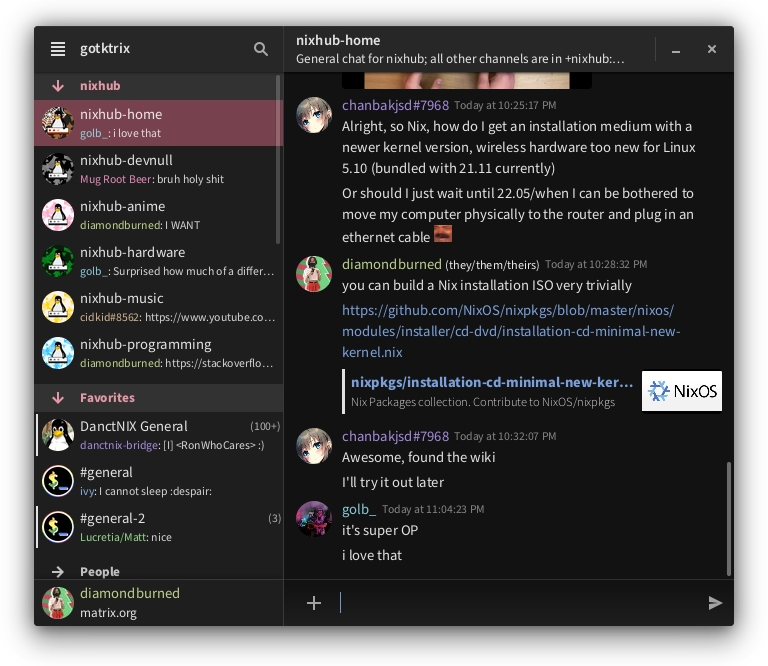 gotktrix
nixhub
nixhub-home
golb_: i love that
nixhub-devnull
Mug Root Beer: bruh holy shit
nixhub-anime
diamondburned: I WANT
nixhub-hardware
golb_: Surprised how much of a differ…
nixhub-music
cidkid#8562: https://www.youtube.co…
nixhub-programming
diamondburned: https://stackoverflo…
Favorites
DanctNIX General (100+)
danctnix-bridge: [I] <RonWhoCares> :)
#general
ivy: I cannot sleep :despair:
#general-2 (3)
Lucretia/Matt: nice
People
diamondburned
matrix.org
nixhub-home
General chat for nixhub; all other channels are in +nixhub:…
chanbakjsd#7968 Today at 10:25:17 PM
Alright, so Nix, how do I get an installation medium with a
newer kernel version, wireless hardware too new for Linux
5.10 (bundled with 21.11 currently)
Or should I just wait until 22.05/when I can be bothered to
move my computer physically to the router and plug in an
ethernet cable
diamondburned (they/them/theirs) Today at 10:28:32 PM
you can build a Nix installation ISO very trivially
https://github.com/NixOS/nixpkgs/blob/master/nixos/
modules/installer/cd-dvd/installation-cd-minimal-new-
kernel.nix
nixpkgs/installation-cd-minimal-new-ker…
Nix Packages collection. Contribute to NixOS/nixpkgs
NixOS
chanbakjsd#7968 Today at 10:32:07 PM
Awesome, found the wiki
I'll try it out later
golb_ Today at 11:04:23 PM
it's super OP
i love that